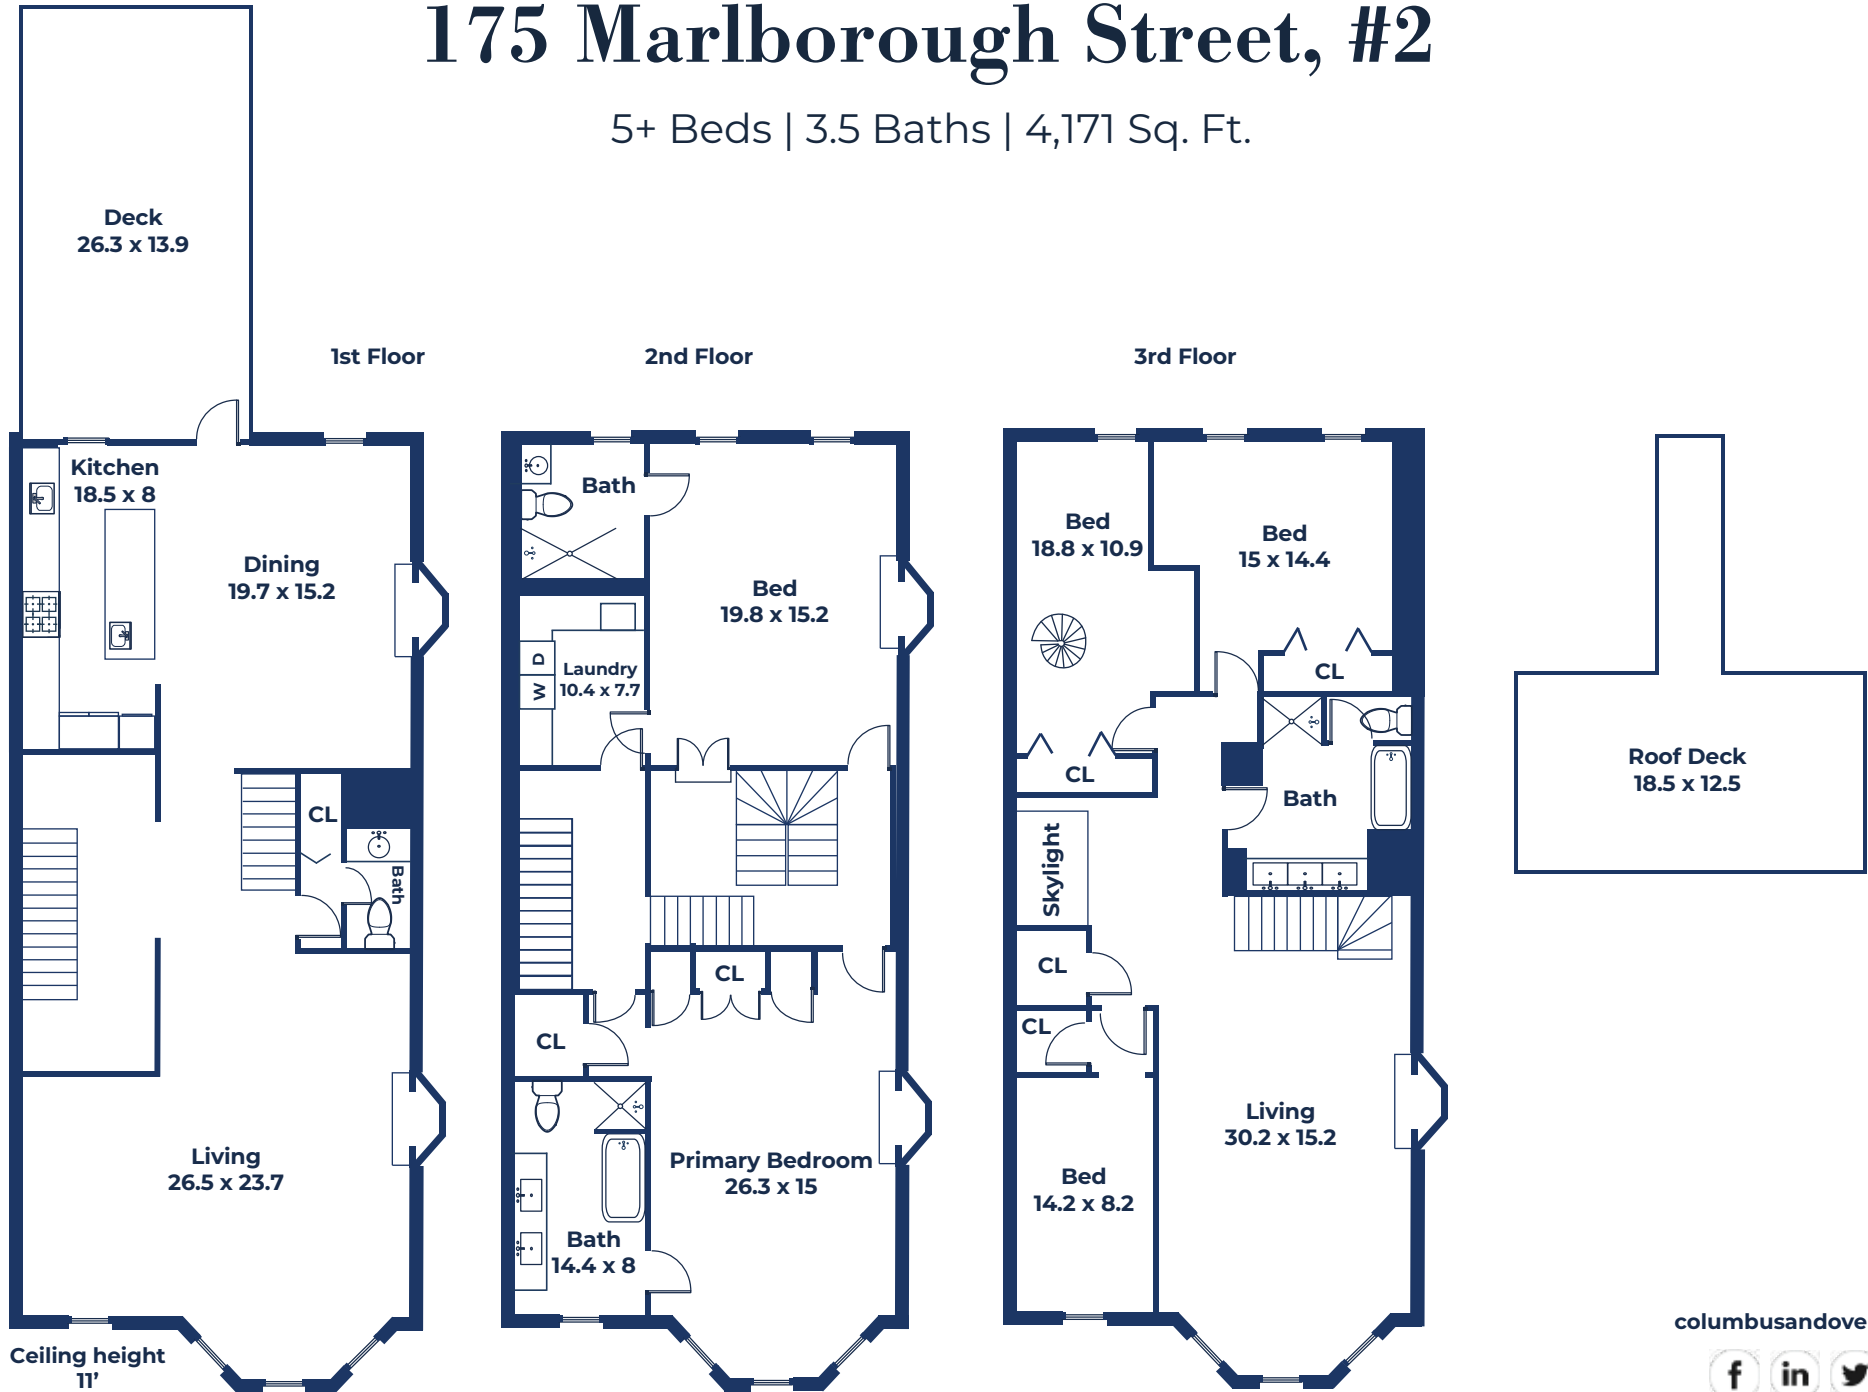 175 Marlborough Street, #2
5+ Beds | 3.5 Baths | 4,171 Sq. Ft.
Deck
26.3 x 13.9
1st Floor
Kitchen
18.5 x 8
Dining
19.7 x 15.2
CL
Bath
Living
26.5 x 23.7
Ceiling height
11’
2nd Floor
Bath
Bed
19.8 x 15.2
D
W
Laundry
10.4 x 7.7
CL
CL
Primary Bedroom
26.3 x 15
Bath
14.4 x 8
3rd Floor
Bed
18.8 x 10.9
Bed
15 x 14.4
CL
CL
Bath
Skylight
CL
CL
Living
30.2 x 15.2
Bed
14.2 x 8.2
Roof Deck
18.5 x 12.5
columbusandove
f in